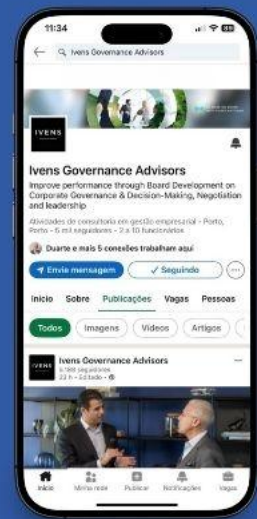 11:34
Ivens Governance Advisors
IVENS
Ivens Governance Advisors
Improve performance through Board Development on
Corporate Governance & Decision-Making, Negotiation
and leadership
Atividades de consultoria em gestão empresarial - Porto,
Porto - 5 mil seguidores - 2 a 10 funcionários
Duarte e mais 5 conexões trabalham aqui
Envie mensagem
✓ Seguindo
Início Sobre Publicações Vagas Pessoas
Todos Imagens Vídeos Artigos
IVENS
Ivens Governance Advisors
seguidores
23 h - Editado
Início Minha rede Publicar Notificações Vagas